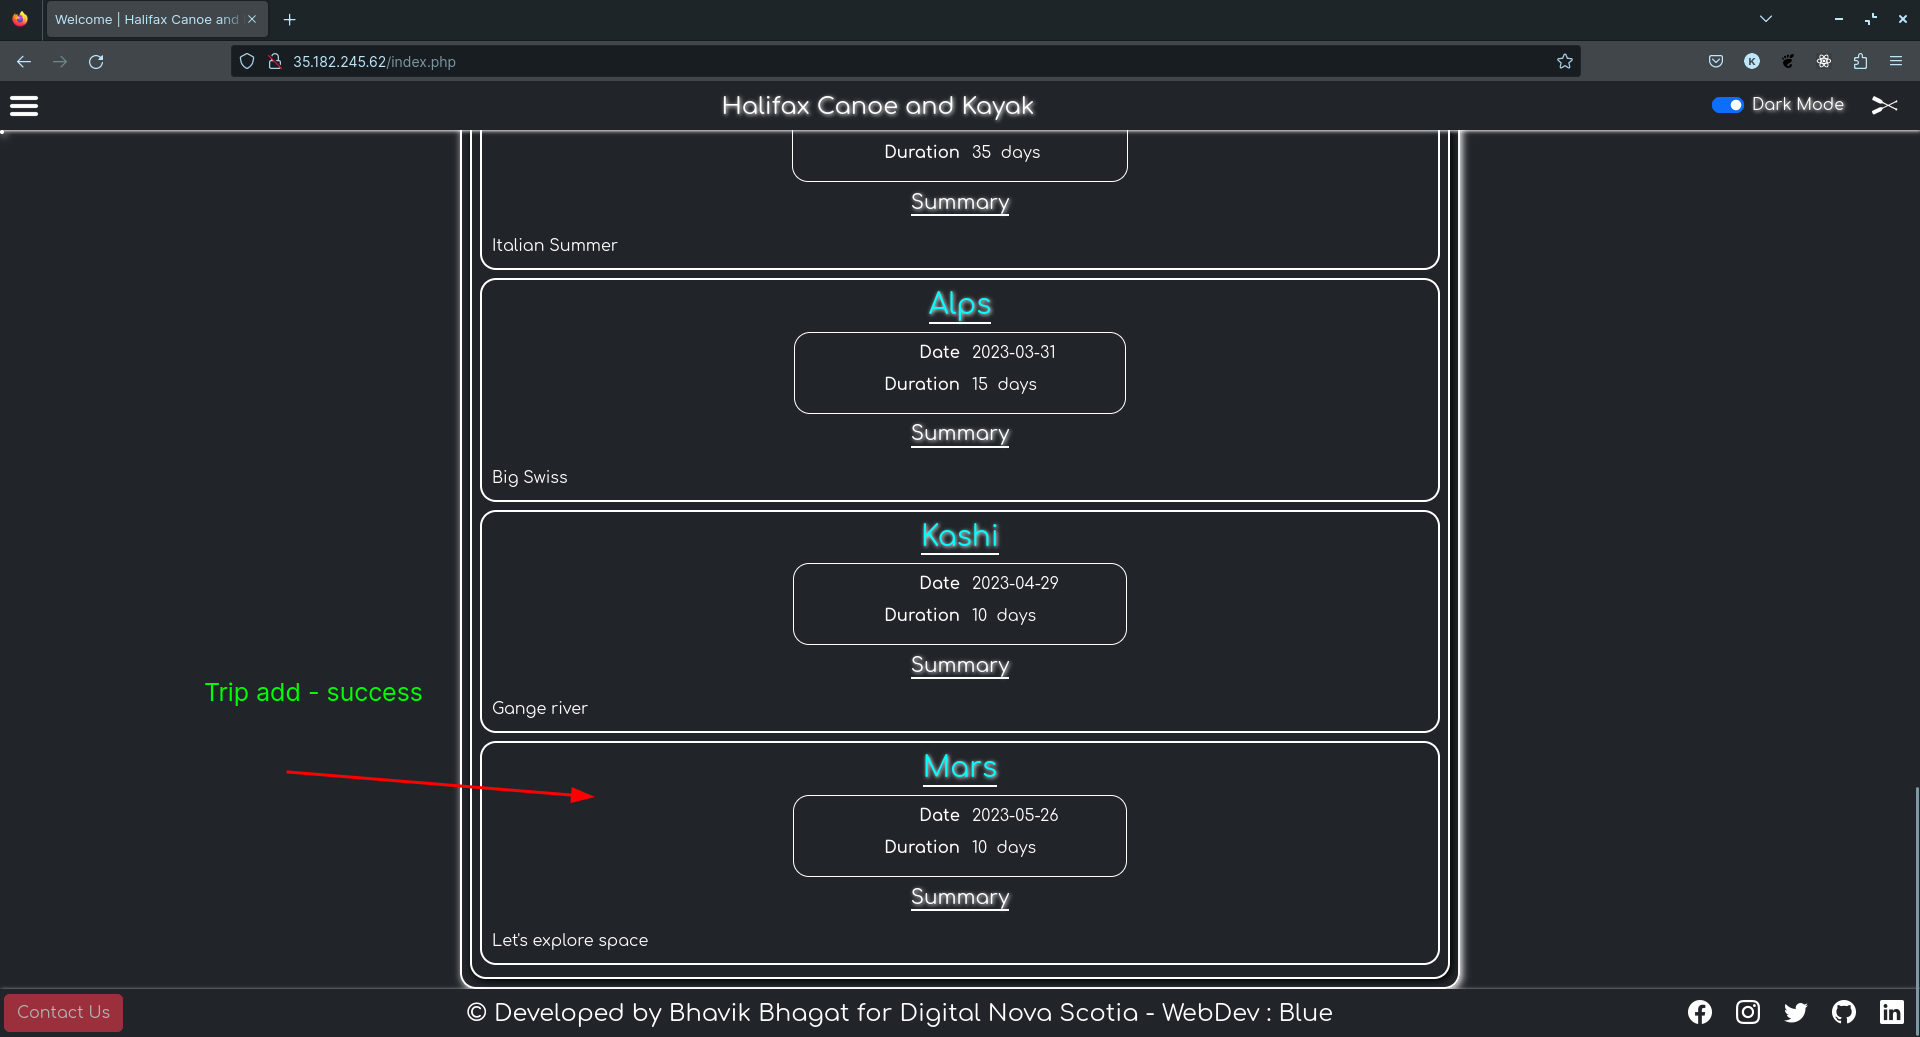 Welcome | Halifax Canoe and
35.182.245.62/index.php
K
Halifax Canoe and Kayak
Dark Mode
Duration 35 days
Summary
Italian Summer
Alps
Date 2023-03-31
Duration 15 days
Summary
Big Swiss
Kashi
Date 2023-04-29
Duration 10 days
Summary
Gange river
Trip add - success
Mars
Date 2023-05-26
Duration 10 days
Summary
Let's explore space
Contact Us
© Developed by Bhavik Bhagat for Digital Nova Scotia - WebDev : Blue